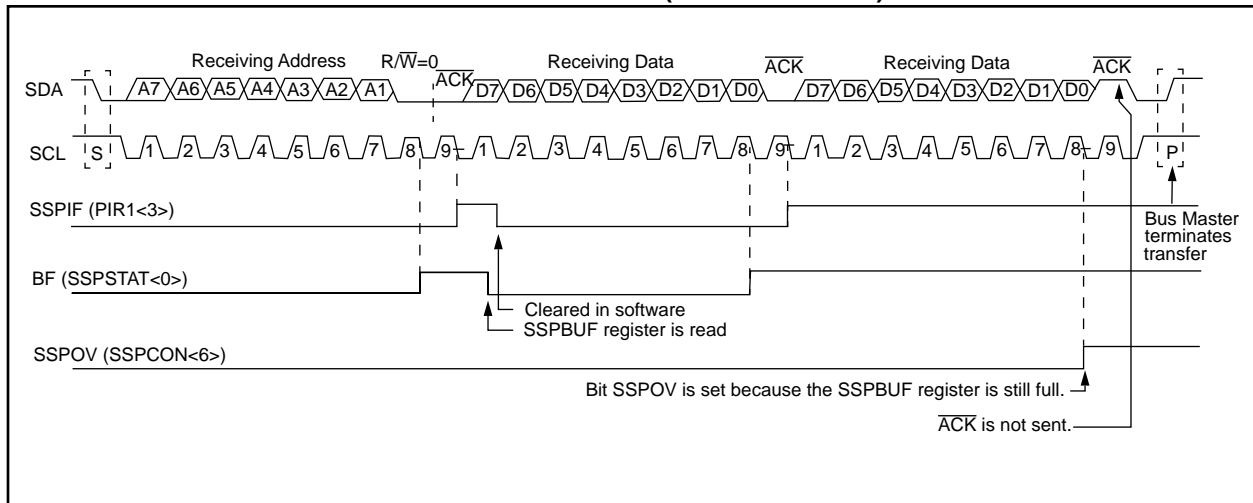 Receiving Address R/W̅=0 Receiving Data A̅C̅K̅ Receiving Data A̅C̅K̅
A̅C̅K̅
SDA A7 A6 A5 A4 A3 A2 A1 D7 D6 D5 D4 D3 D2 D1 D0 D7 D6 D5 D4 D3 D2 D1 D0
SCL S 1 2 3 4 5 6 7 8 9 1 2 3 4 5 6 7 8 9 1 2 3 4 5 6 7 8 9 P
SSPIF (PIR1<3>)
Bus Master
terminates
transfer
BF (SSPSTAT<0>)
Cleared in software
SSPBUF register is read
SSPOV (SSPCON<6>)
Bit SSPOV is set because the SSPBUF register is still full.
A̅C̅K̅ is not sent.